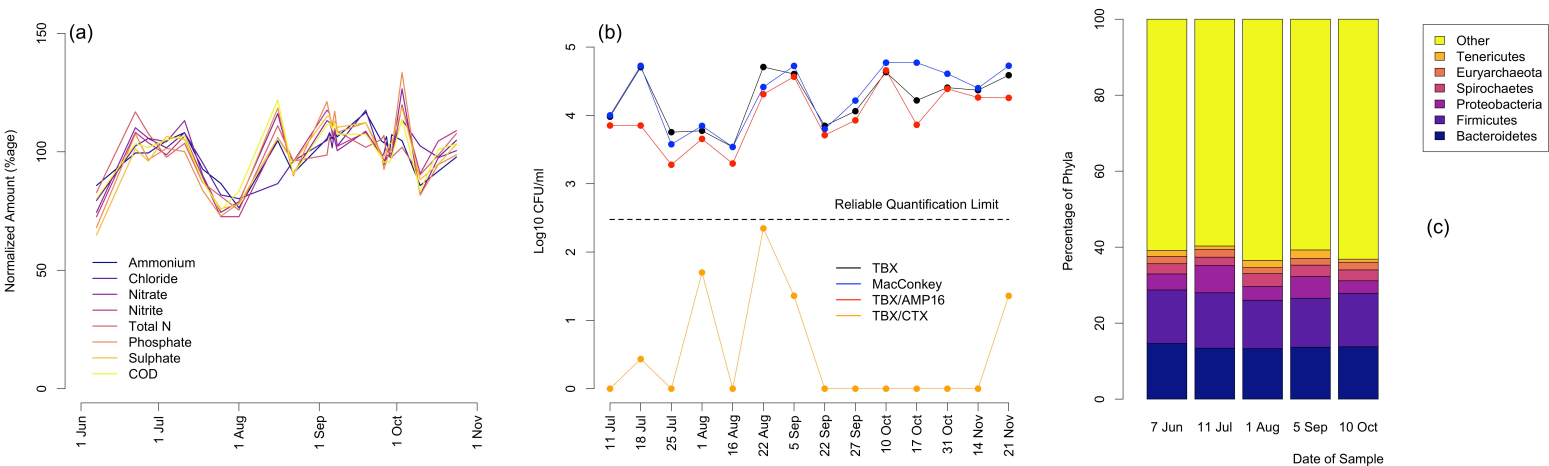 (a)
Normalized Amount (%age)
150
100
50
0
Ammonium
Chloride
Nitrate
Nitrite
Total N
Phosphate
Sulphate
COD
1 Jun
1 Jul
1 Aug
1 Sep
1 Oct
1 Nov
(b)
Log10 CFU/ml
5
4
3
2
1
0
Reliable Quantification Limit
TBX
MacConkey
TBX/AMP16
TBX/CTX
11 Jul
18 Jul
25 Jul
1 Aug
16 Aug
22 Aug
5 Sep
22 Sep
27 Sep
10 Oct
17 Oct
31 Oct
14 Nov
21 Nov
Percentage of Phyla
100
80
60
40
20
0
7 Jun
11 Jul
1 Aug
5 Sep
10 Oct
Date of Sample
Other
Tenericutes
Euryarchaeota
Spirochaetes
Proteobacteria
Firmicutes
Bacteroidetes
(c)